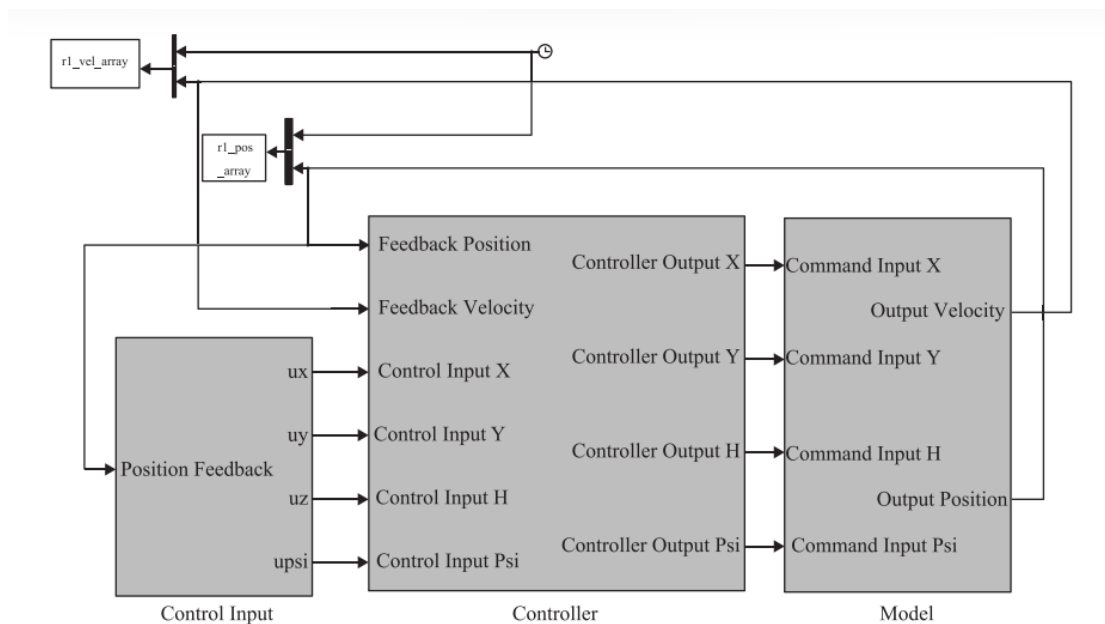 r1_vel_array
r1_pos
_array
Feedback Position
Feedback Velocity
Control Input X
Control Input Y
Control Input H
Control Input Psi
Controller Output X
Controller Output Y
Controller Output H
Controller Output Psi
Command Input X
Output Velocity
Command Input Y
Command Input H
Output Position
Command Input Psi
ux
uy
Position Feedback
uz
upsi
Control Input
Controller
Model